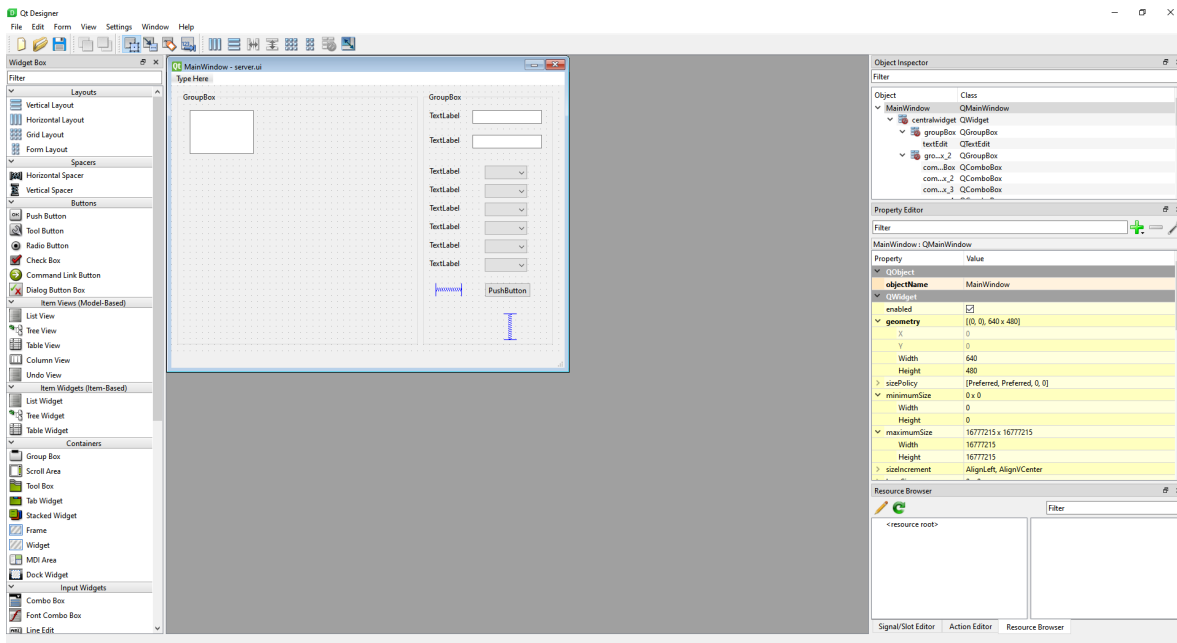 Qt Designer
File Edit Form View Settings Window Help
Widget Box
Filter
Layouts
Vertical Layout
Horizontal Layout
Grid Layout
Form Layout
Spacers
Horizontal Spacer
Vertical Spacer
Buttons
Push Button
Tool Button
Radio Button
Check Box
Command Link Button
Dialog Button Box
Item Views (Model-Based)
List View
Tree View
Table View
Column View
Undo View
Item Widgets (Item-Based)
List Widget
Tree Widget
Table Widget
Containers
Group Box
Scroll Area
Tool Box
Tab Widget
Stacked Widget
Frame
Widget
MDI Area
Dock Widget
Input Widgets
Combo Box
Font Combo Box
Line Edit
MainWindow - server.ui
Type Here
GroupBox
GroupBox
TextLabel
TextLabel
TextLabel
TextLabel
TextLabel
TextLabel
TextLabel
TextLabel
PushButton
Object Inspector
Filter
Object Class
MainWindow QMainWindow
centralwidget QWidget
groupBox QGroupBox
textEdit QTextEdit
gro...x_2 QGroupBox
com...Box QComboBox
com...x_2 QComboBox
com...x_3 QComboBox
Property Editor
Filter
MainWindow : QMainWindow
Property Value
QObject
objectName MainWindow
QWidget
enabled
geometry [(0, 0), 640 x 480]
X 0
Y 0
Width 640
Height 480
sizePolicy [Preferred, Preferred, 0, 0]
minimumSize 0 x 0
Width 0
Height 0
maximumSize 16777215 x 16777215
Width 16777215
Height 16777215
sizeIncrement AlignLeft, AlignVCenter
Resource Browser
Filter
<resource root>
Signal/Slot Editor Action Editor Resource Browser